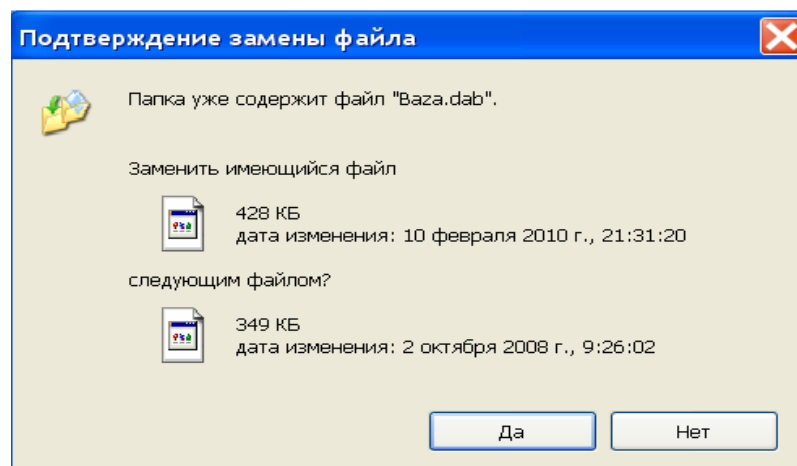 Подтверждение замены файла
Папка уже содержит файл "Baza.dab".
Заменить имеющийся файл
428 КБ
дата изменения: 10 февраля 2010 г., 21:31:20
следующим файлом?
349 КБ
дата изменения: 2 октября 2008 г., 9:26:02
Да
Нет